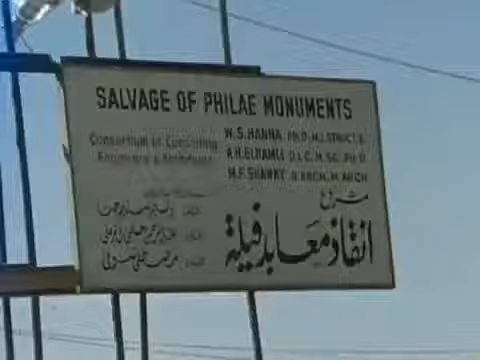 SALVAGE OF PHILAE MONUMENTS
Consortium of Consulting
Engineers & Architects
W.S.HANNA PH.D.M.I.STRUCT.E.
A.H.ELRAMLI D.I.C.M.SC.PH.D
M.F.SHAWKY B.ARCH.M.ARCH
مشروع
انقاذ معابد فيلة